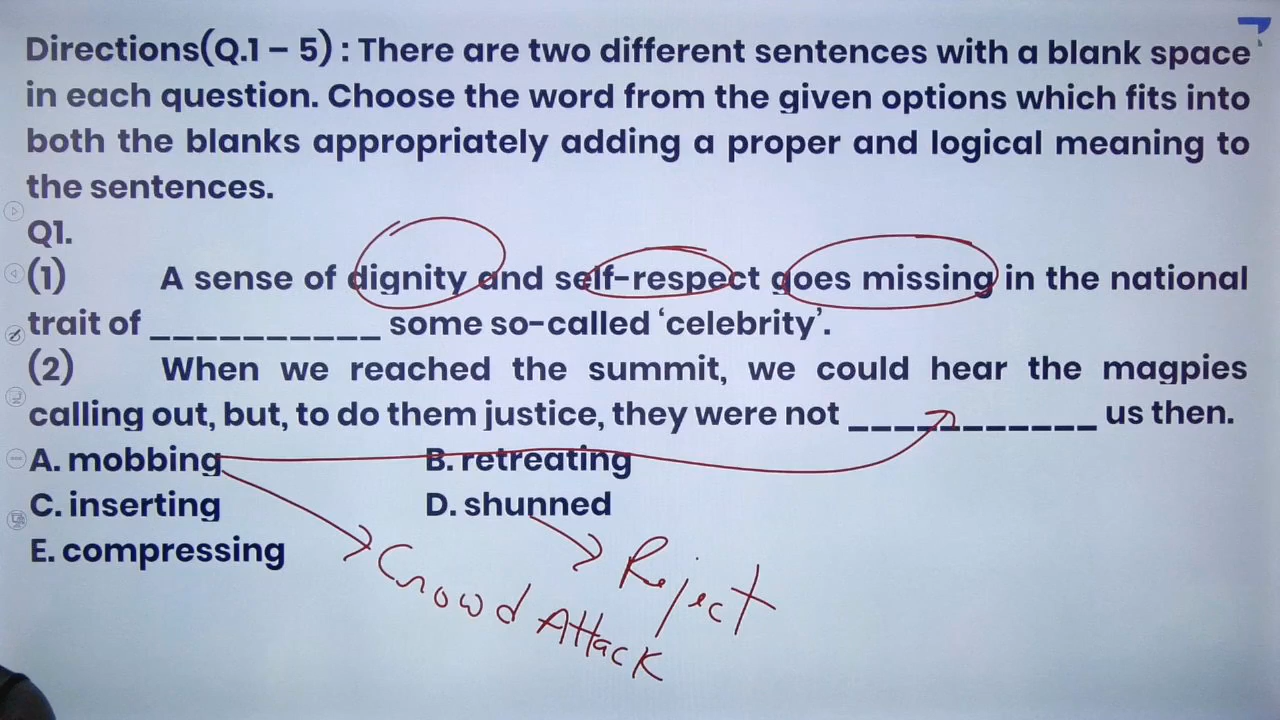 Directions(Q.1 – 5) : There are two different sentences with a blank space
in each question. Choose the word from the given options which fits into
both the blanks appropriately adding a proper and logical meaning to
the sentences.
Q1.
(1) A sense of dignity and self-respect goes missing in the national
trait of ___________ some so-called ‘celebrity’.
(2) When we reached the summit, we could hear the magpies
calling out, but, to do them justice, they were not ___________ us then.
A. mobbing B. retreating
C. inserting D. shunned
E. compressing
Crowd Attack
Reject